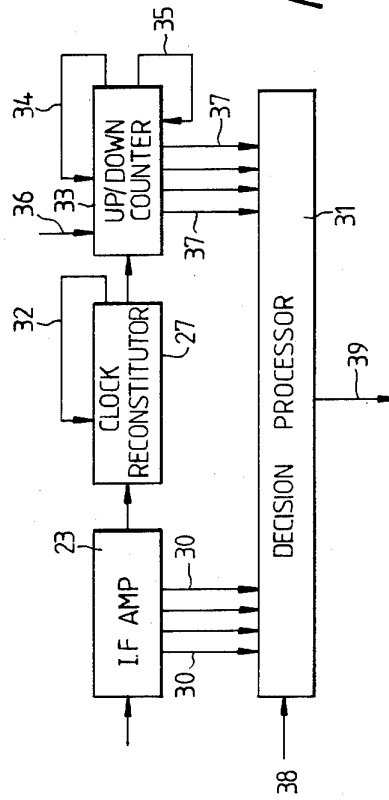 34
35
36
33
UP/DOWN
COUNTER
37
37
32
CLOCK
RECONSTITUTOR
27
23
I.F AMP
30
30
31
DECISION PROCESSOR
38
39